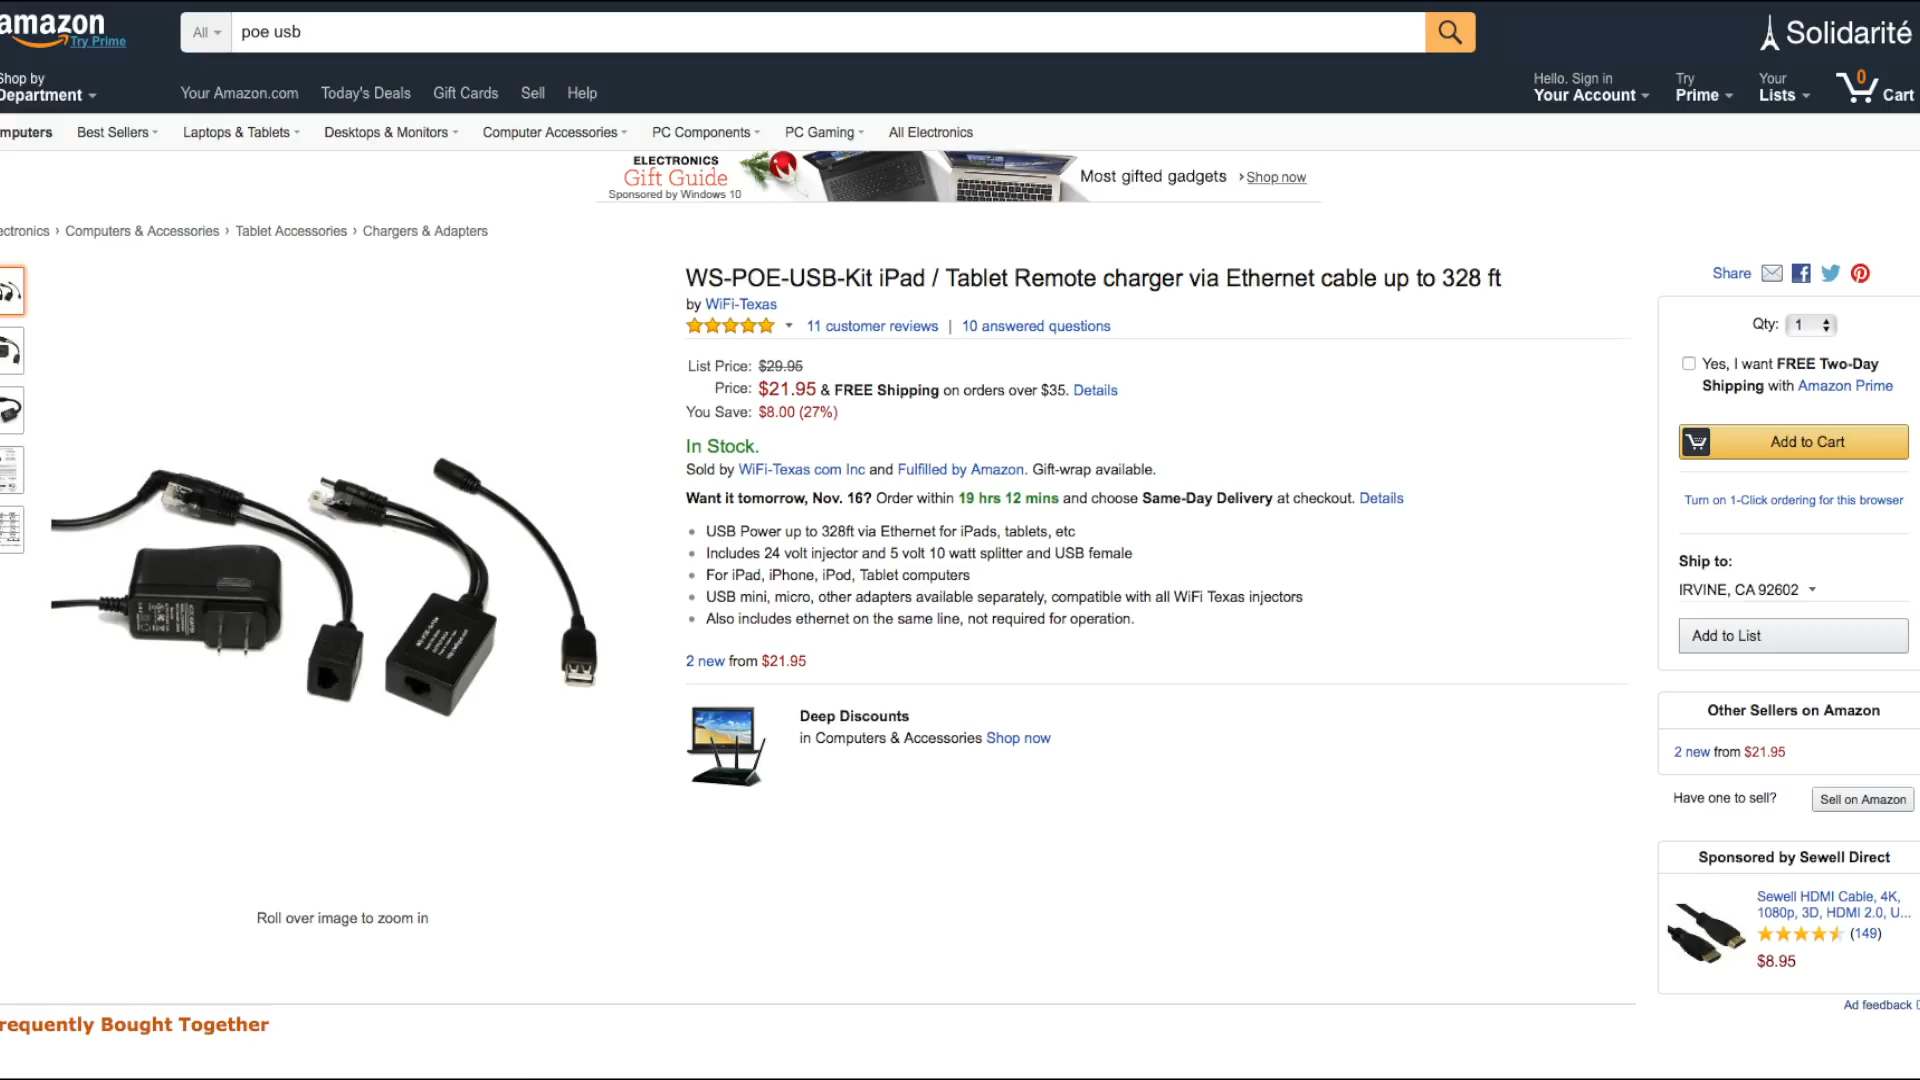 amazon
Try Prime
All
poe usb
Solidarité
Shop by
Department
Your Amazon.com
Today's Deals
Gift Cards
Sell
Help
Hello. Sign in
Your Account
Try
Prime
Your
Lists
0
Cart
mputers
Best Sellers
Laptops & Tablets
Desktops & Monitors
Computer Accessories
PC Components
PC Gaming
All Electronics
ELECTRONICS
Gift Guide
Sponsored by Windows 10
Most gifted gadgets
› Shop now
ectronics › Computers & Accessories › Tablet Accessories › Chargers & Adapters
WS-POE-USB-Kit iPad / Tablet Remote charger via Ethernet cable up to 328 ft
by WiFi-Texas
11 customer reviews | 10 answered questions
List Price: $29.95
Price: $21.95 & FREE Shipping on orders over $35. Details
You Save: $8.00 (27%)
In Stock.
Sold by WiFi-Texas com Inc and Fulfilled by Amazon. Gift-wrap available.
Want it tomorrow, Nov. 16? Order within 19 hrs 12 mins and choose Same-Day Delivery at checkout. Details
• USB Power up to 328ft via Ethernet for iPads, tablets, etc
• Includes 24 volt injector and 5 volt 10 watt splitter and USB female
• For iPad, iPhone, iPod, Tablet computers
• USB mini, micro, other adapters available separately, compatible with all WiFi Texas injectors
• Also includes ethernet on the same line, not required for operation.
2 new from $21.95
Deep Discounts
in Computers & Accessories Shop now
Roll over image to zoom in
Share
Qty: 1
Yes, I want FREE Two-Day
Shipping with Amazon Prime
Add to Cart
Turn on 1-Click ordering for this browser
Ship to:
IRVINE, CA 92602
Add to List
Other Sellers on Amazon
2 new from $21.95
Have one to sell?
Sell on Amazon
Sponsored by Sewell Direct
Sewell HDMI Cable, 4K,
1080p, 3D, HDMI 2.0, U...
(149)
$8.95
Ad feedback
requently Bought Together